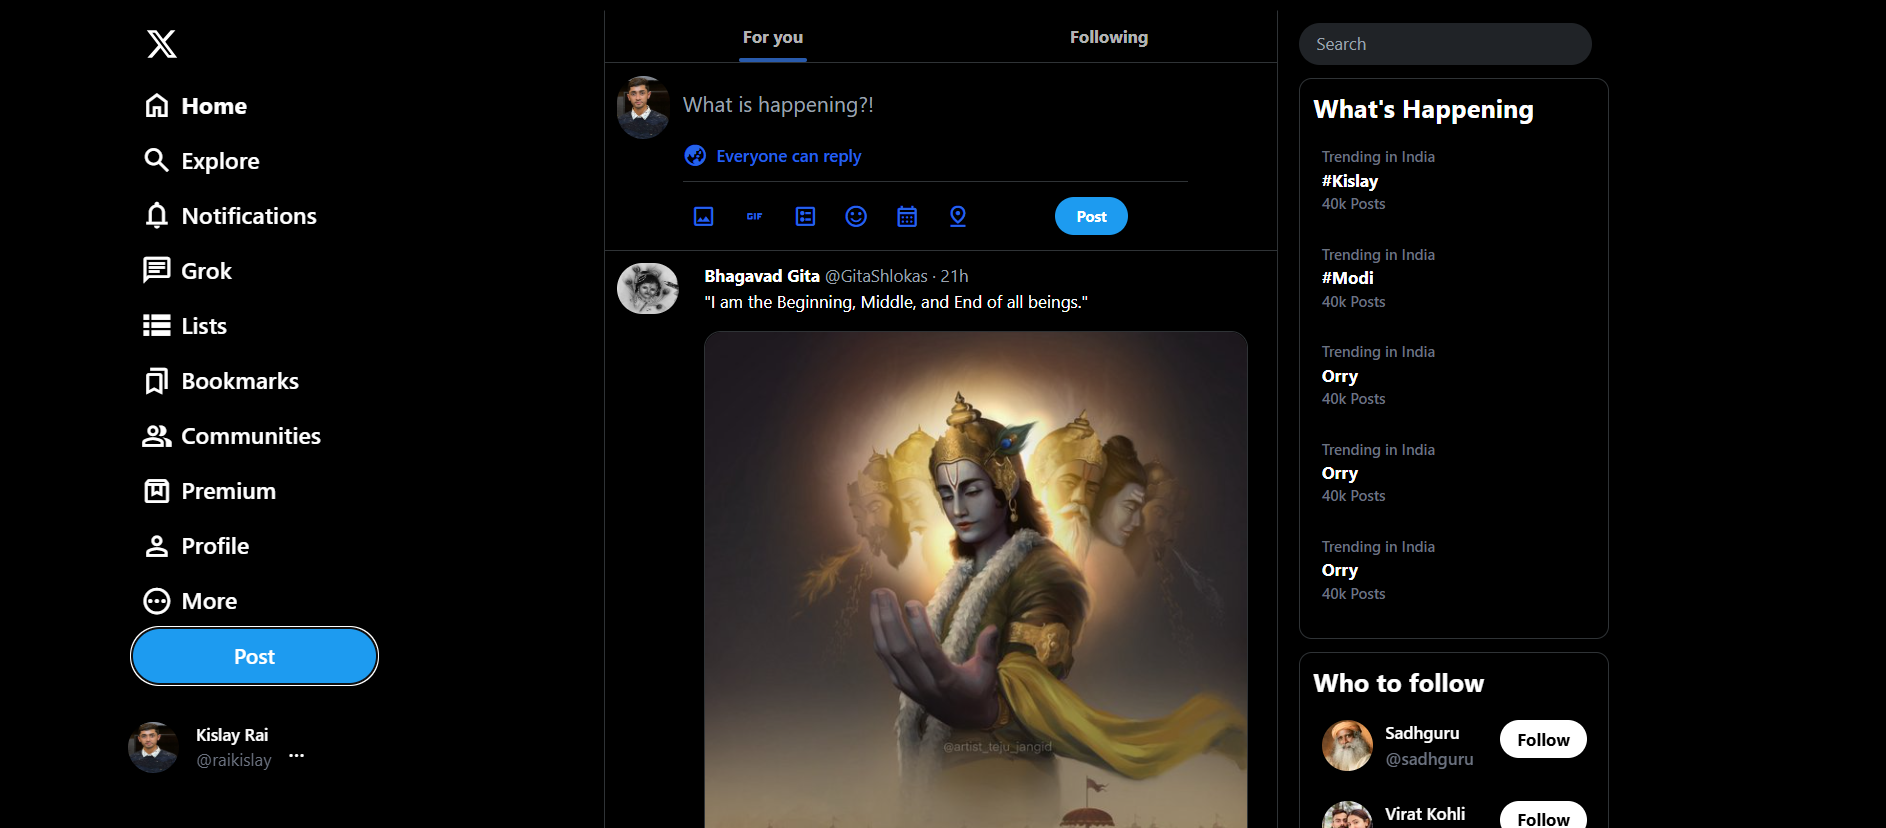 Home
Explore
Notifications
Grok
Lists
Bookmarks
Communities
Premium
Profile
More
Post
Kislay Rai
@raikislay
...
For you
Following
What is happening?!
Everyone can reply
GIF
Post
Bhagavad Gita @GitaShlokas · 21h
"I am the Beginning, Middle, and End of all beings."
@artist_teju_jangid
Search
What's Happening
Trending in India
#Kislay
40k Posts
Trending in India
#Modi
40k Posts
Trending in India
Orry
40k Posts
Trending in India
Orry
40k Posts
Trending in India
Orry
40k Posts
Who to follow
Sadhguru
@sadhguru
Follow
Virat Kohli
Follow